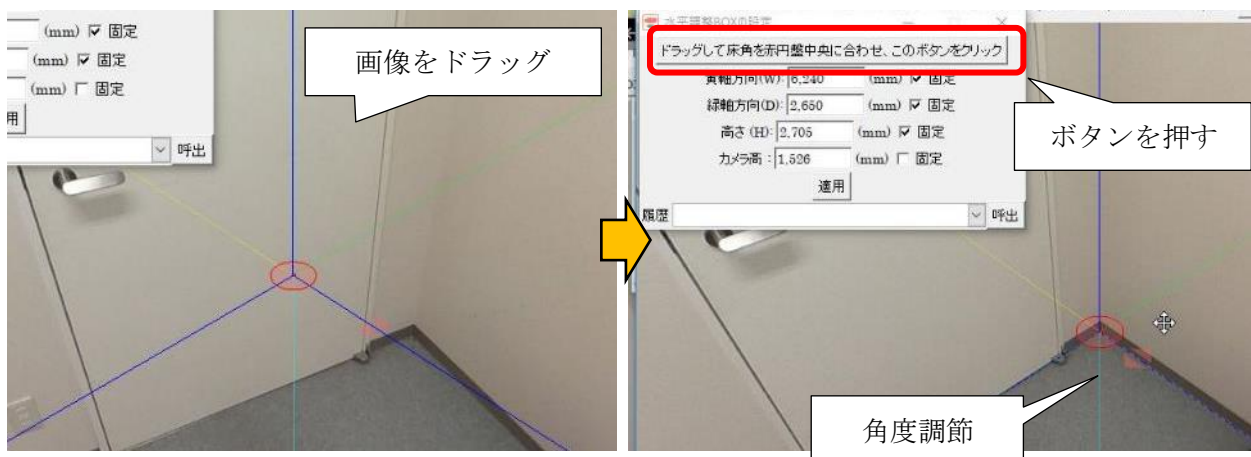 (mm) 固定
(mm) 固定
(mm) 固定
用
呼出
画像をドラッグ
水平調整BOXの設定
ドラッグして床角を赤円盤中央に合わせ、このボタンをクリック
黄軸方向(W): 6,240 (mm) 固定
緑軸方向(D): 2,650 (mm) 固定
高さ(H): 2,705 (mm) 固定
カメラ高: 1,526 (mm) 固定
適用
履歴 呼出
ボタンを押す
角度調節